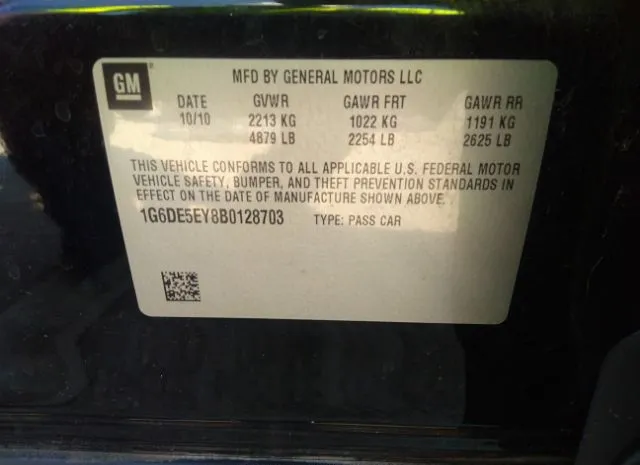 GM ®
MFD BY GENERAL MOTORS LLC
DATE GVWR GAWR FRT GAWR RR
10/10 2213 KG 1022 KG 1191 KG
4879 LB 2254 LB 2625 LB
THIS VEHICLE CONFORMS TO ALL APPLICABLE U.S. FEDERAL MOTOR
VEHICLE SAFETY, BUMPER, AND THEFT PREVENTION STANDARDS IN
EFFECT ON THE DATE OF MANUFACTURE SHOWN ABOVE.
1G6DE5EY8B0128703 TYPE: PASS CAR